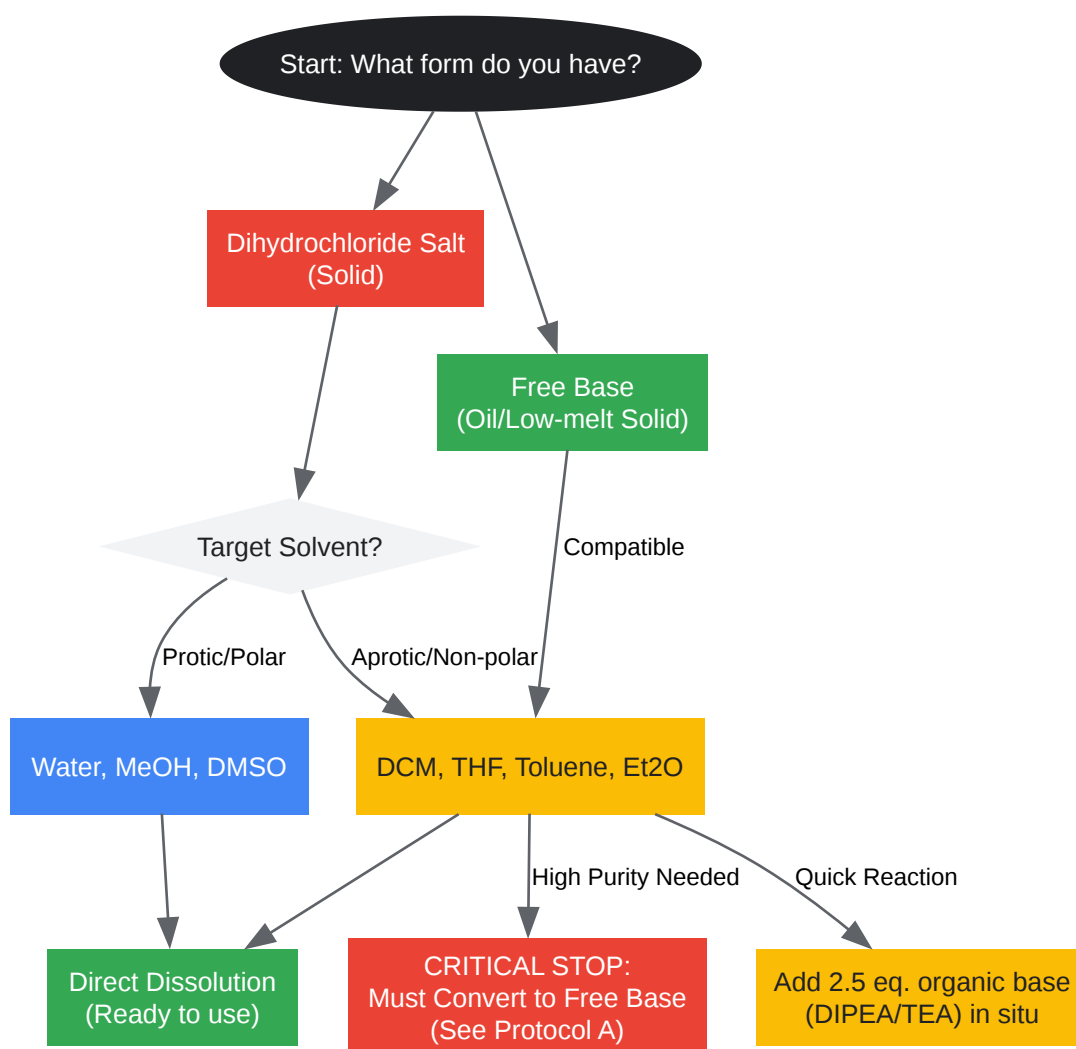 Start: What form do you have?
Dihydrochloride Salt
(Solid)
Free Base
(Oil/Low-melt Solid)
Target Solvent?
Compatible
Protic/Polar
Aprotic/Non-polar
Water, MeOH, DMSO
DCM, THF, Toluene, Et2O
High Purity Needed
Quick Reaction
Direct Dissolution
(Ready to use)
CRITICAL STOP:
Must Convert to Free Base
(See Protocol A)
Add 2.5 eq. organic base
(DIPEA/TEA) in situ